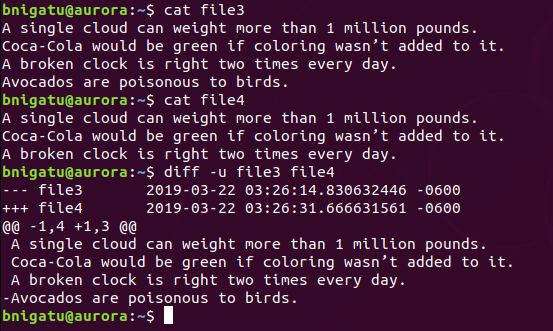 bnigatu@aurora:~$ cat file3
A single cloud can weight more than 1 million pounds.
Coca-Cola would be green if coloring wasn’t added to it.
A broken clock is right two times every day.
Avocados are poisonous to birds.
bnigatu@aurora:~$ cat file4
A single cloud can weight more than 1 million pounds.
Coca-Cola would be green if coloring wasn’t added to it.
A broken clock is right two times every day.
bnigatu@aurora:~$ diff -u file3 file4
--- file3       2019-03-22 03:26:14.830632446 -0600
+++ file4       2019-03-22 03:26:31.666631561 -0600
@@ -1,4 +1,3 @@
 A single cloud can weight more than 1 million pounds.
 Coca-Cola would be green if coloring wasn’t added to it.
 A broken clock is right two times every day.
-Avocados are poisonous to birds.
bnigatu@aurora:~$